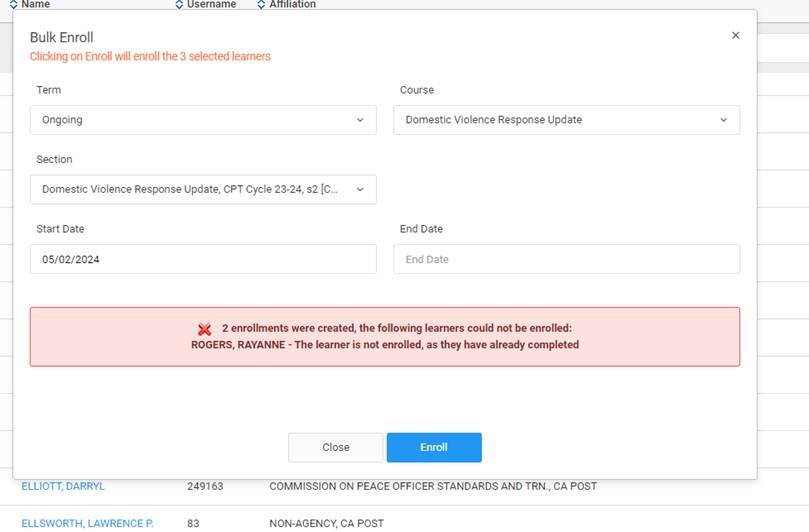 Name Username Affiliation
Bulk Enroll
×
Clicking on Enroll will enroll the 3 selected learners
Term Course
Ongoing Domestic Violence Response Update
Section
Domestic Violence Response Update, CPT Cycle 23-24, s2 [C...
Start Date End Date
05/02/2024 End Date
2 enrollments were created, the following learners could not be enrolled:
ROGERS, RAYANNE - The learner is not enrolled, as they have already completed
Close Enroll
ELLIOTT, DARRYL 249163 COMMISSION ON PEACE OFFICER STANDARDS AND TRN., CA POST
ELLSWORTH, LAWRENCE P. 83 NON-AGENCY, CA POST